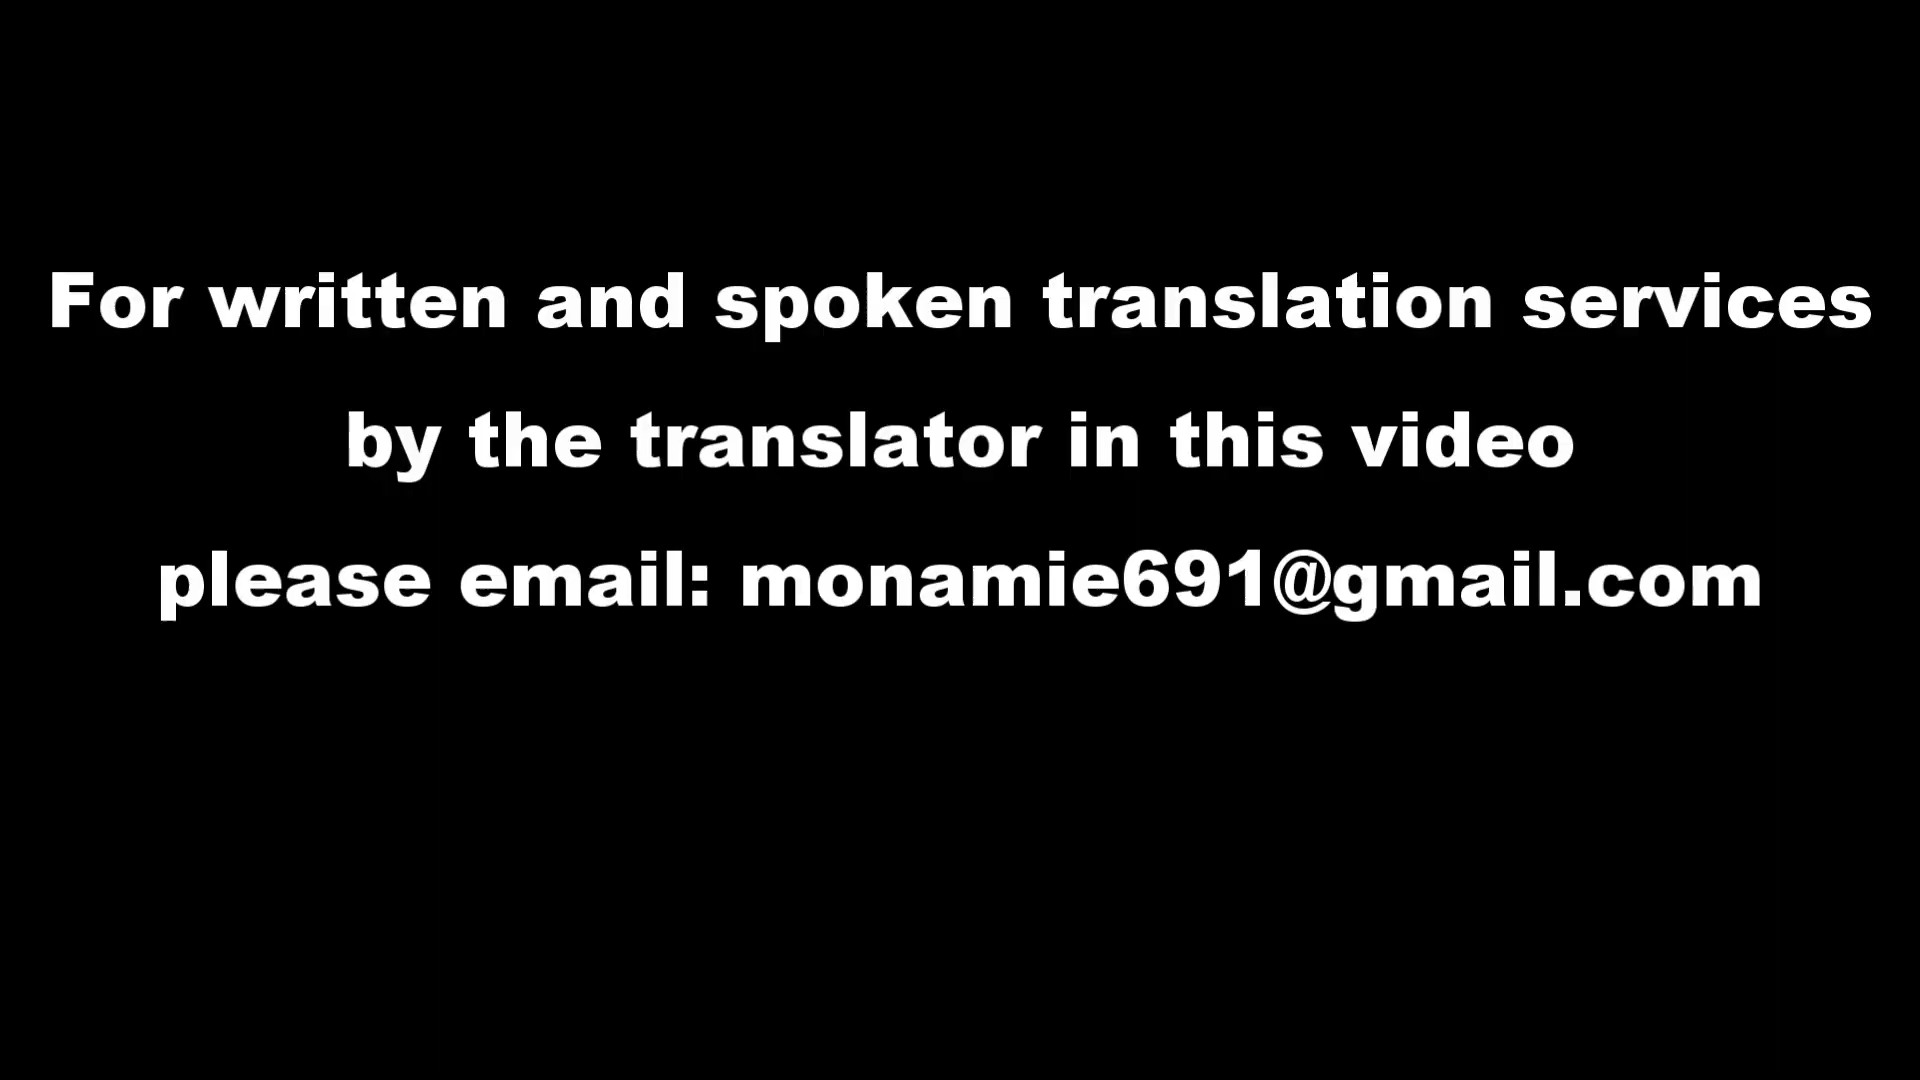 For written and spoken translation services
by the translator in this video
please email: monamie691@gmail.com